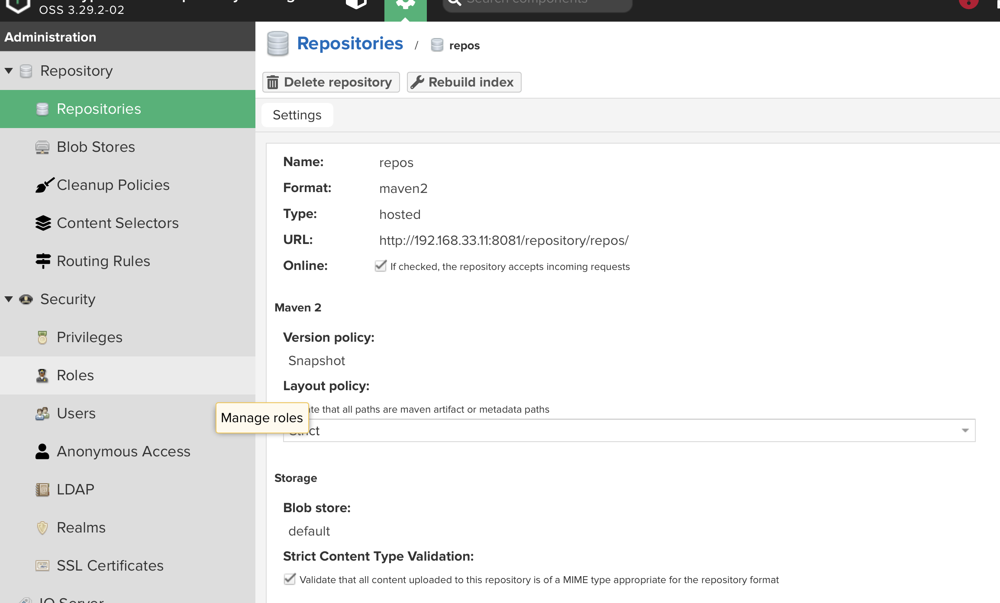 OSS 3.29.2-02
Search components
Administration
Repository
Repositories
Blob Stores
Cleanup Policies
Content Selectors
Routing Rules
Security
Privileges
Roles
Users
Anonymous Access
LDAP
Realms
SSL Certificates
IQ Server
Manage roles
Repositories / repos
Delete repository
Rebuild index
Settings
Name: repos
Format: maven2
Type: hosted
URL: http://192.168.33.11:8081/repository/repos/
Online: If checked, the repository accepts incoming requests
Maven 2
Version policy:
Snapshot
Layout policy:
that all paths are maven artifact or metadata paths
Strict
Storage
Blob store:
default
Strict Content Type Validation:
Validate that all content uploaded to this repository is of a MIME type appropriate for the repository format